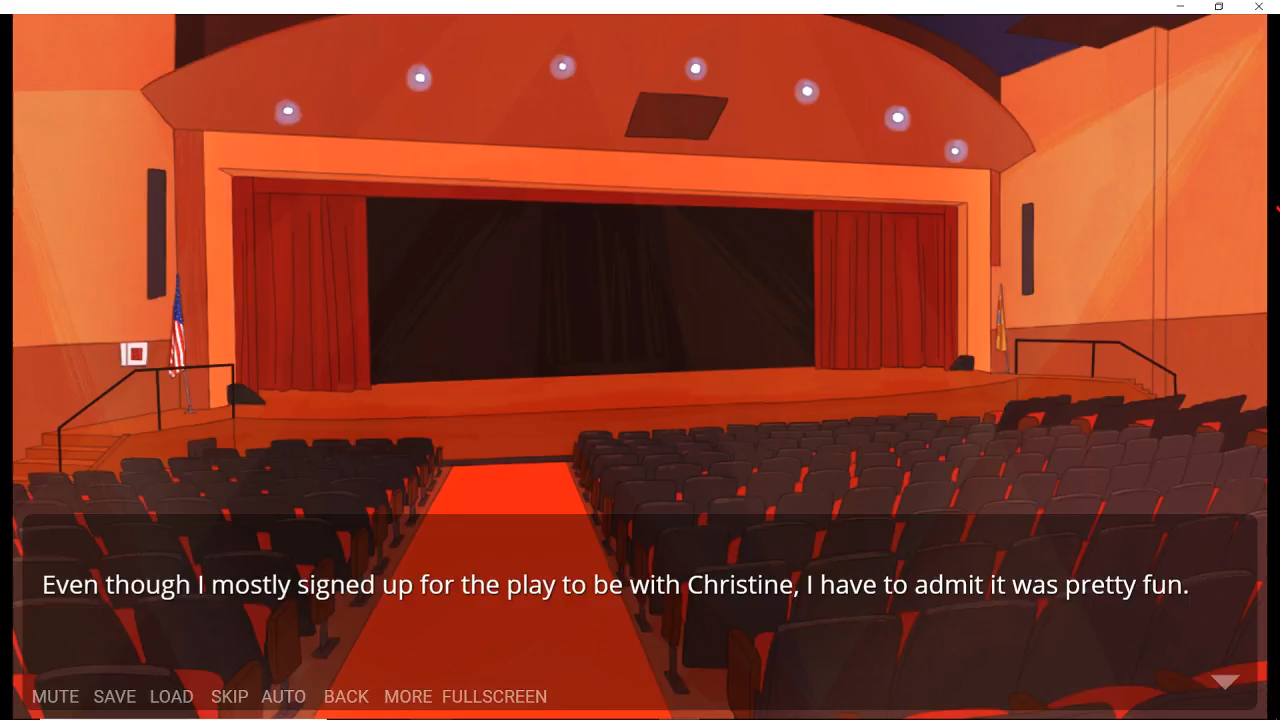 Even though I mostly signed up for the play to be with Christine, I have to admit it was pretty fun.
MUTE SAVE LOAD SKIP AUTO BACK MORE FULLSCREEN